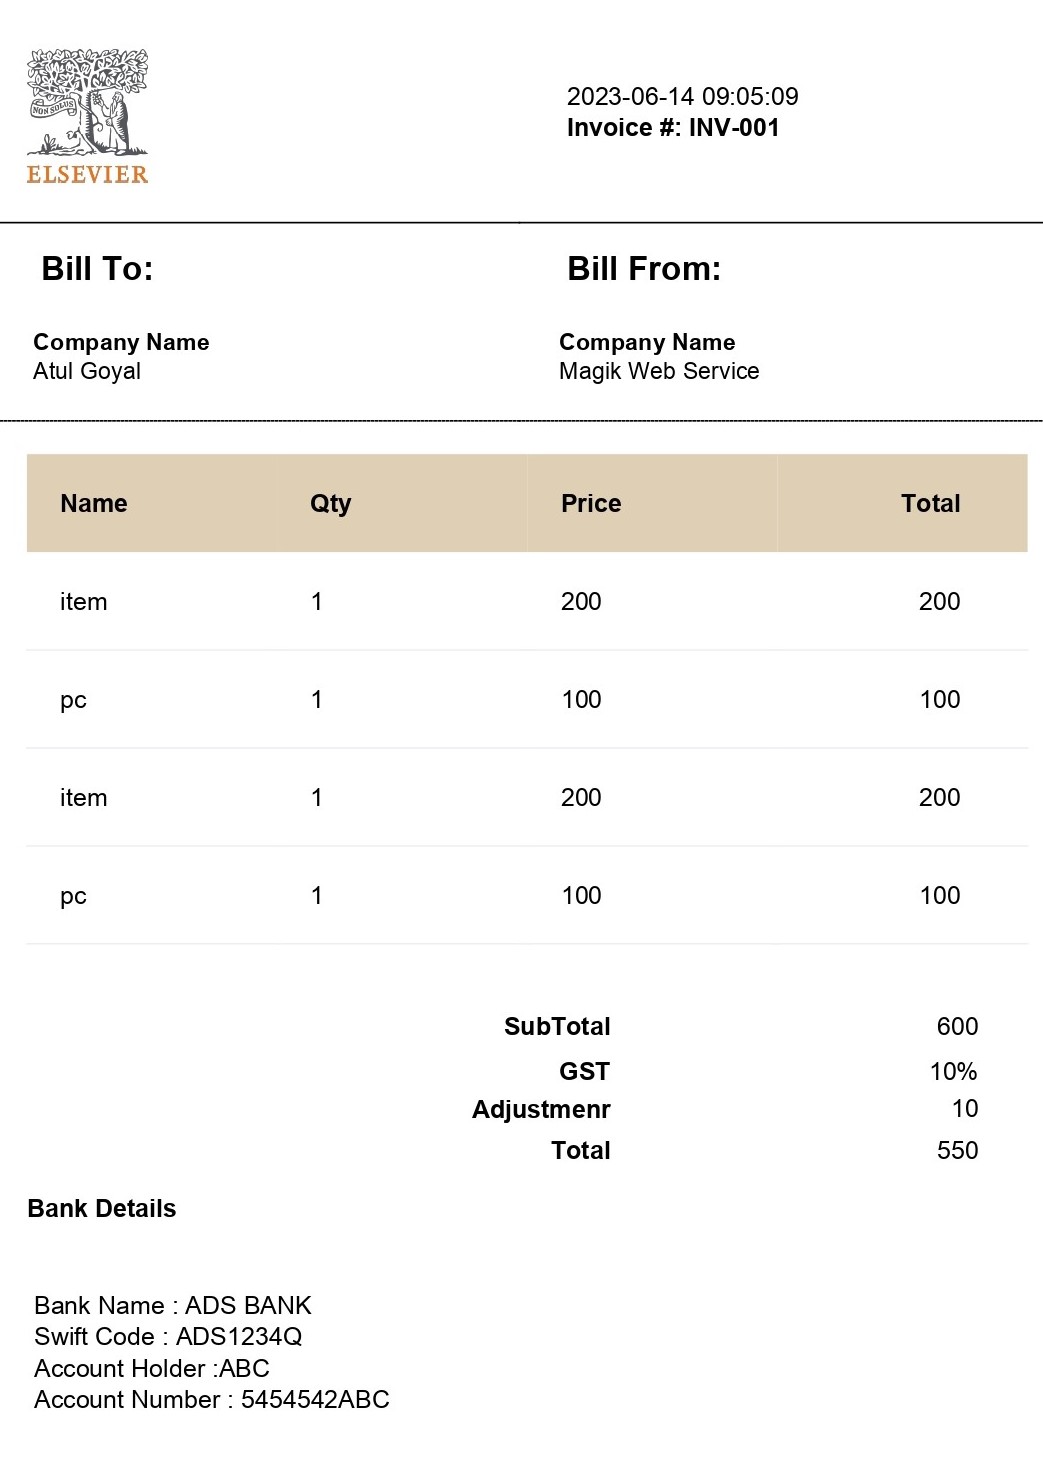 NON SOLUS
ELSEVIER
2023-06-14 09:05:09
Invoice #: INV-001
Bill To:
Company Name
Atul Goyal
Bill From:
Company Name
Magik Web Service
Name Qty Price Total
item 1 200 200
pc 1 100 100
item 1 200 200
pc 1 100 100
SubTotal 600
GST 10%
Adjustmenr 10
Total 550
Bank Details
Bank Name : ADS BANK
Swift Code : ADS1234Q
Account Holder :ABC
Account Number : 5454542ABC